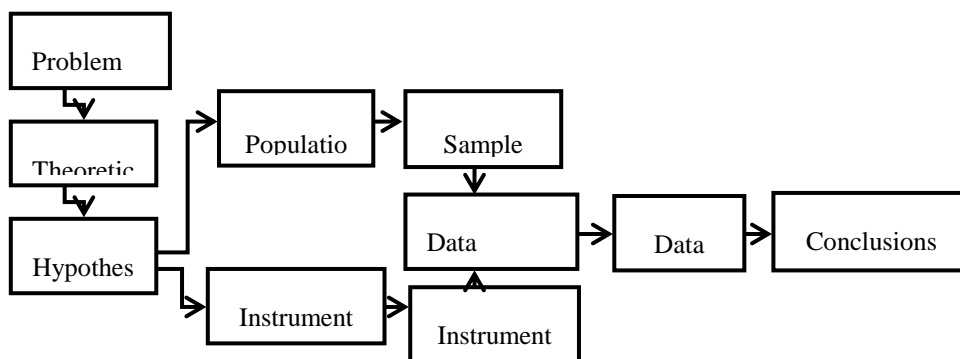 Problem
Theoretic
Hypothes
Populatio
Sample
Instrument
Instrument
Data
Data
Conclusions